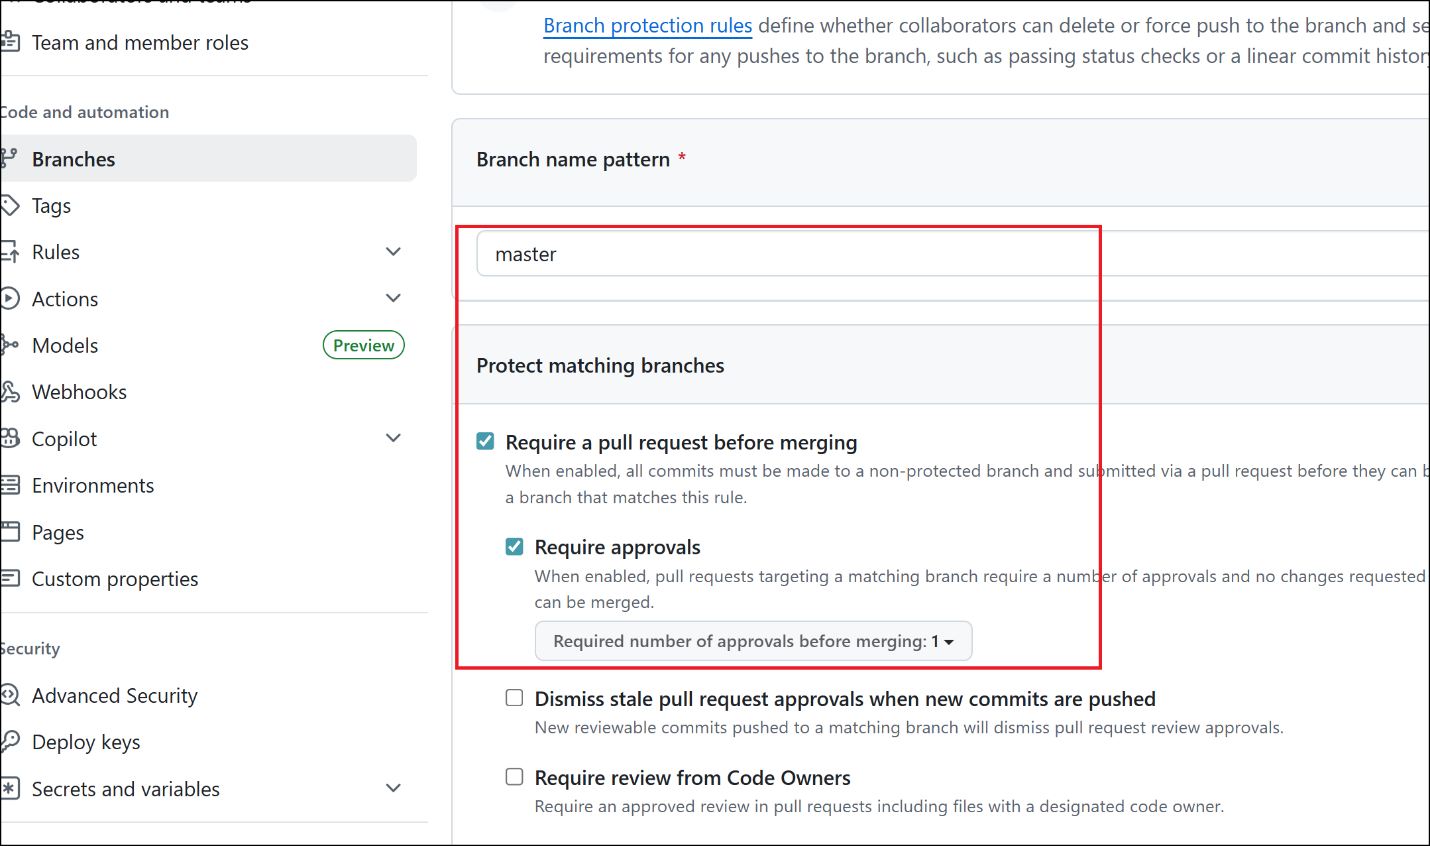 Team and member roles
Code and automation
Branches
Tags
Rules
Actions
Models
Preview
Webhooks
Copilot
Environments
Pages
Custom properties
Security
Advanced Security
Deploy keys
Secrets and variables
Branch protection rules define whether collaborators can delete or force push to the branch and
requirements for any pushes to the branch, such as passing status checks or a linear commit history
Branch name pattern *
master
Protect matching branches
Require a pull request before merging
When enabled, all commits must be made to a non-protected branch and submitted via a pull request before they can
a branch that matches this rule.
Require approvals
When enabled, pull requests targeting a matching branch require a number of approvals and no changes requested
can be merged.
Required number of approvals before merging: 1
Dismiss stale pull request approvals when new commits are pushed
New reviewable commits pushed to a matching branch will dismiss pull request review approvals.
Require review from Code Owners
Require an approved review in pull requests including files with a designated code owner.